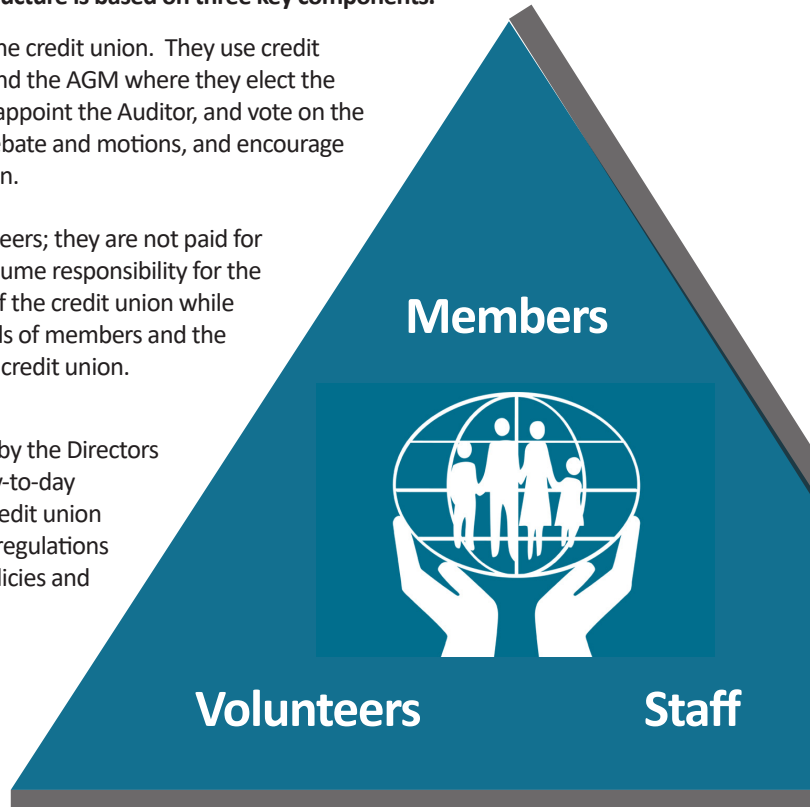 ucture is based on three key components.
he credit union. They use credit
nd the AGM where they elect the
appoint the Auditor, and vote on the
ebate and motions, and encourage
n.
eers; they are not paid for
ume responsibility for the
f the credit union while
ds of members and the
credit union.
by the Directors
y-to-day
redit union
regulations
licies and
Members
Volunteers
Staff